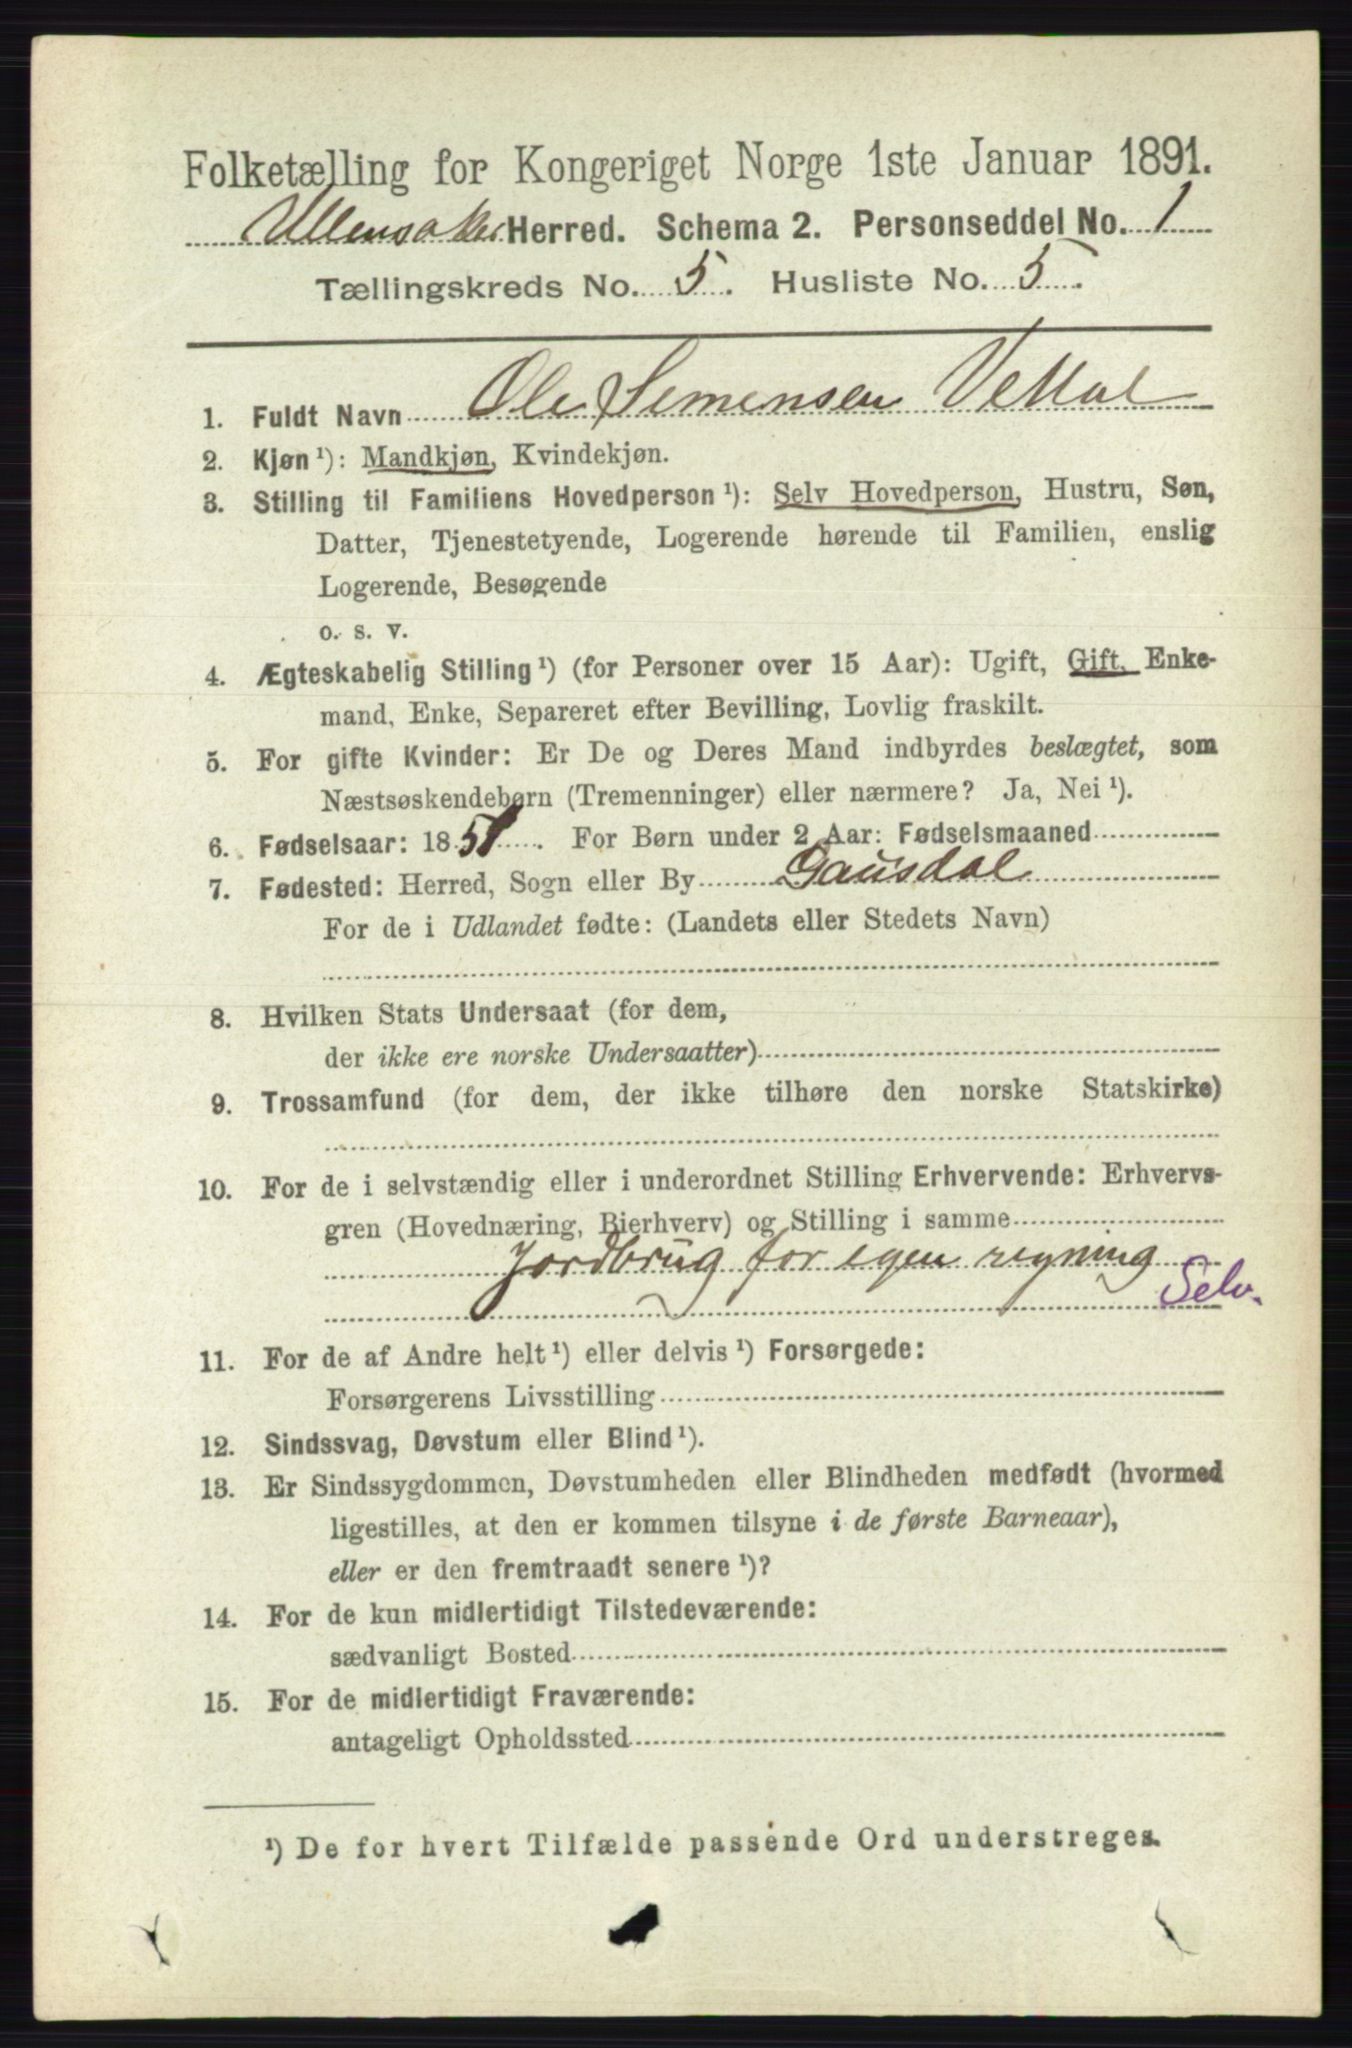 Folketælling for Kongeriget Norge 1ste Januar 1891.
Ullensaker Herred. Schema 2. Personseddel No. 1
Tællingskreds No. 5. Husliste No. 5.
1. Fuldt Navn Ole Simensen
2. Kjøn ¹): Mandkjøn, Kvindekjøn.
3. Stilling til Familiens Hovedperson ¹): Selv Hovedperson, Hustru, Søn,
Datter, Tjenestetyende, Logerende hørende til Familien, enslig
Logerende, Besøgende
o. s. v.
4. Ægteskabelig Stilling ¹) (for Personer over 15 Aar): Ugift, Gift, Enke-
mand, Enke, Separeret efter Bevilling, Lovlig fraskilt.
5. For gifte Kvinder: Er De og Deres Mand indbyrdes beslægtet, som
Næstsøskendebørn (Tremenninger) eller nærmere? Ja, Nei ¹).
6. Fødselsaar: 1851. For Børn under 2 Aar: Fødselsmaaned
7. Fødested: Herred, Sogn eller By Gausdal
For de i Udlandet fødte: (Landets eller Stedets Navn)
8. Hvilken Stats Undersaat (for dem,
der ikke ere norske Undersaatter)
9. Trossamfund (for dem, der ikke tilhøre den norske Statskirke)
10. For de i selvstændig eller i underordnet Stilling Erhvervende: Erhvervs-
gren (Hovednæring, Bierhverv) og Stilling i samme
Jordbrug for egen regning
Selv.
11. For de af Andre helt ¹) eller delvis ¹) Forsørgede:
Forsørgerens Livsstilling
12. Sindssvag, Døvstum eller Blind ¹).
13. Er Sindssygdommen, Døvstumheden eller Blindheden medfødt (hvormed
ligestilles, at den er kommen tilsyne i de første Barneaar),
eller er den fremtraadt senere ¹)?
14. For de kun midlertidigt Tilstedeværende:
sædvanligt Bosted
15. For de midlertidigt Fraværende:
antageligt Opholdssted
¹) De for hvert Tilfælde passende Ord understreges.